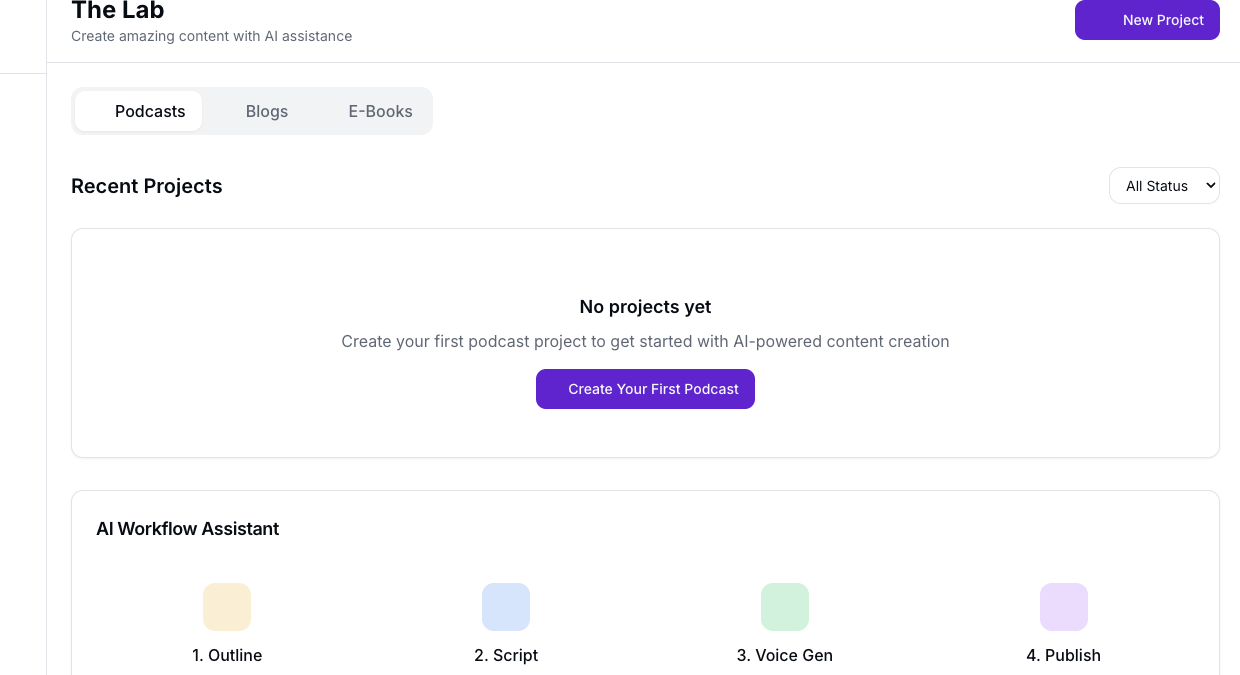 The Lab
New Project
Create amazing content with AI assistance
Podcasts
Blogs
E-Books
Recent Projects
All Status
No projects yet
Create your first podcast project to get started with AI-powered content creation
Create Your First Podcast
AI Workflow Assistant
1. Outline
2. Script
3. Voice Gen
4. Publish